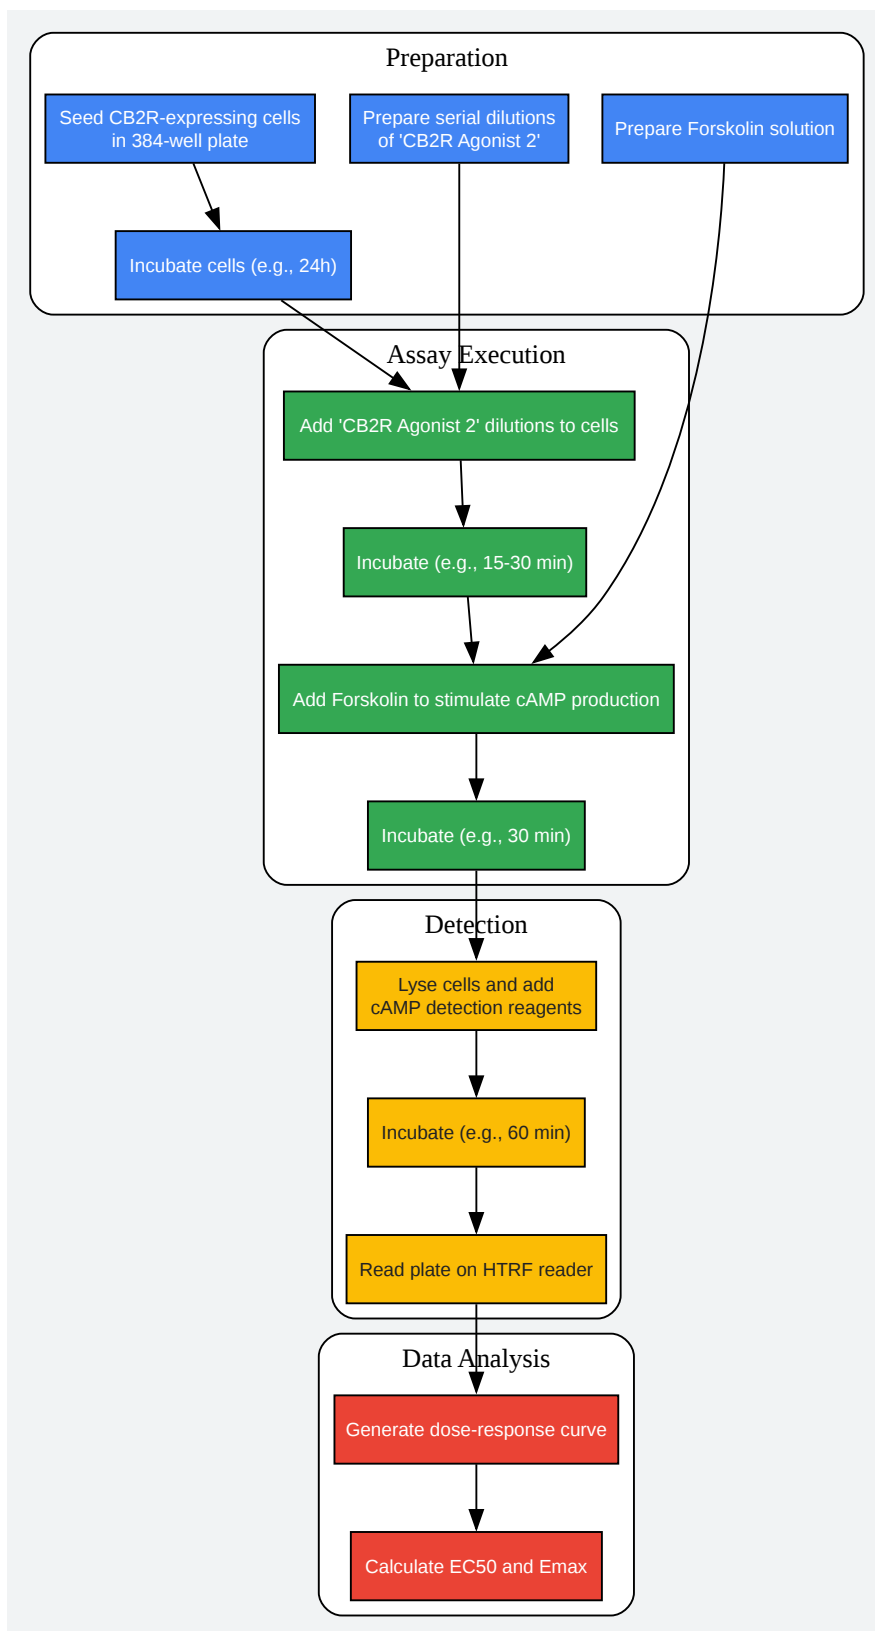 Preparation
Seed CB2R-expressing cells
in 384-well plate
Prepare serial dilutions
of 'CB2R Agonist 2'
Prepare Forskolin solution
Incubate cells (e.g., 24h)
Assay Execution
Add 'CB2R Agonist 2' dilutions to cells
Incubate (e.g., 15-30 min)
Add Forskolin to stimulate cAMP production
Incubate (e.g., 30 min)
Detection
Lyse cells and add
cAMP detection reagents
Incubate (e.g., 60 min)
Read plate on HTRF reader
Data Analysis
Generate dose-response curve
Calculate EC50 and Emax